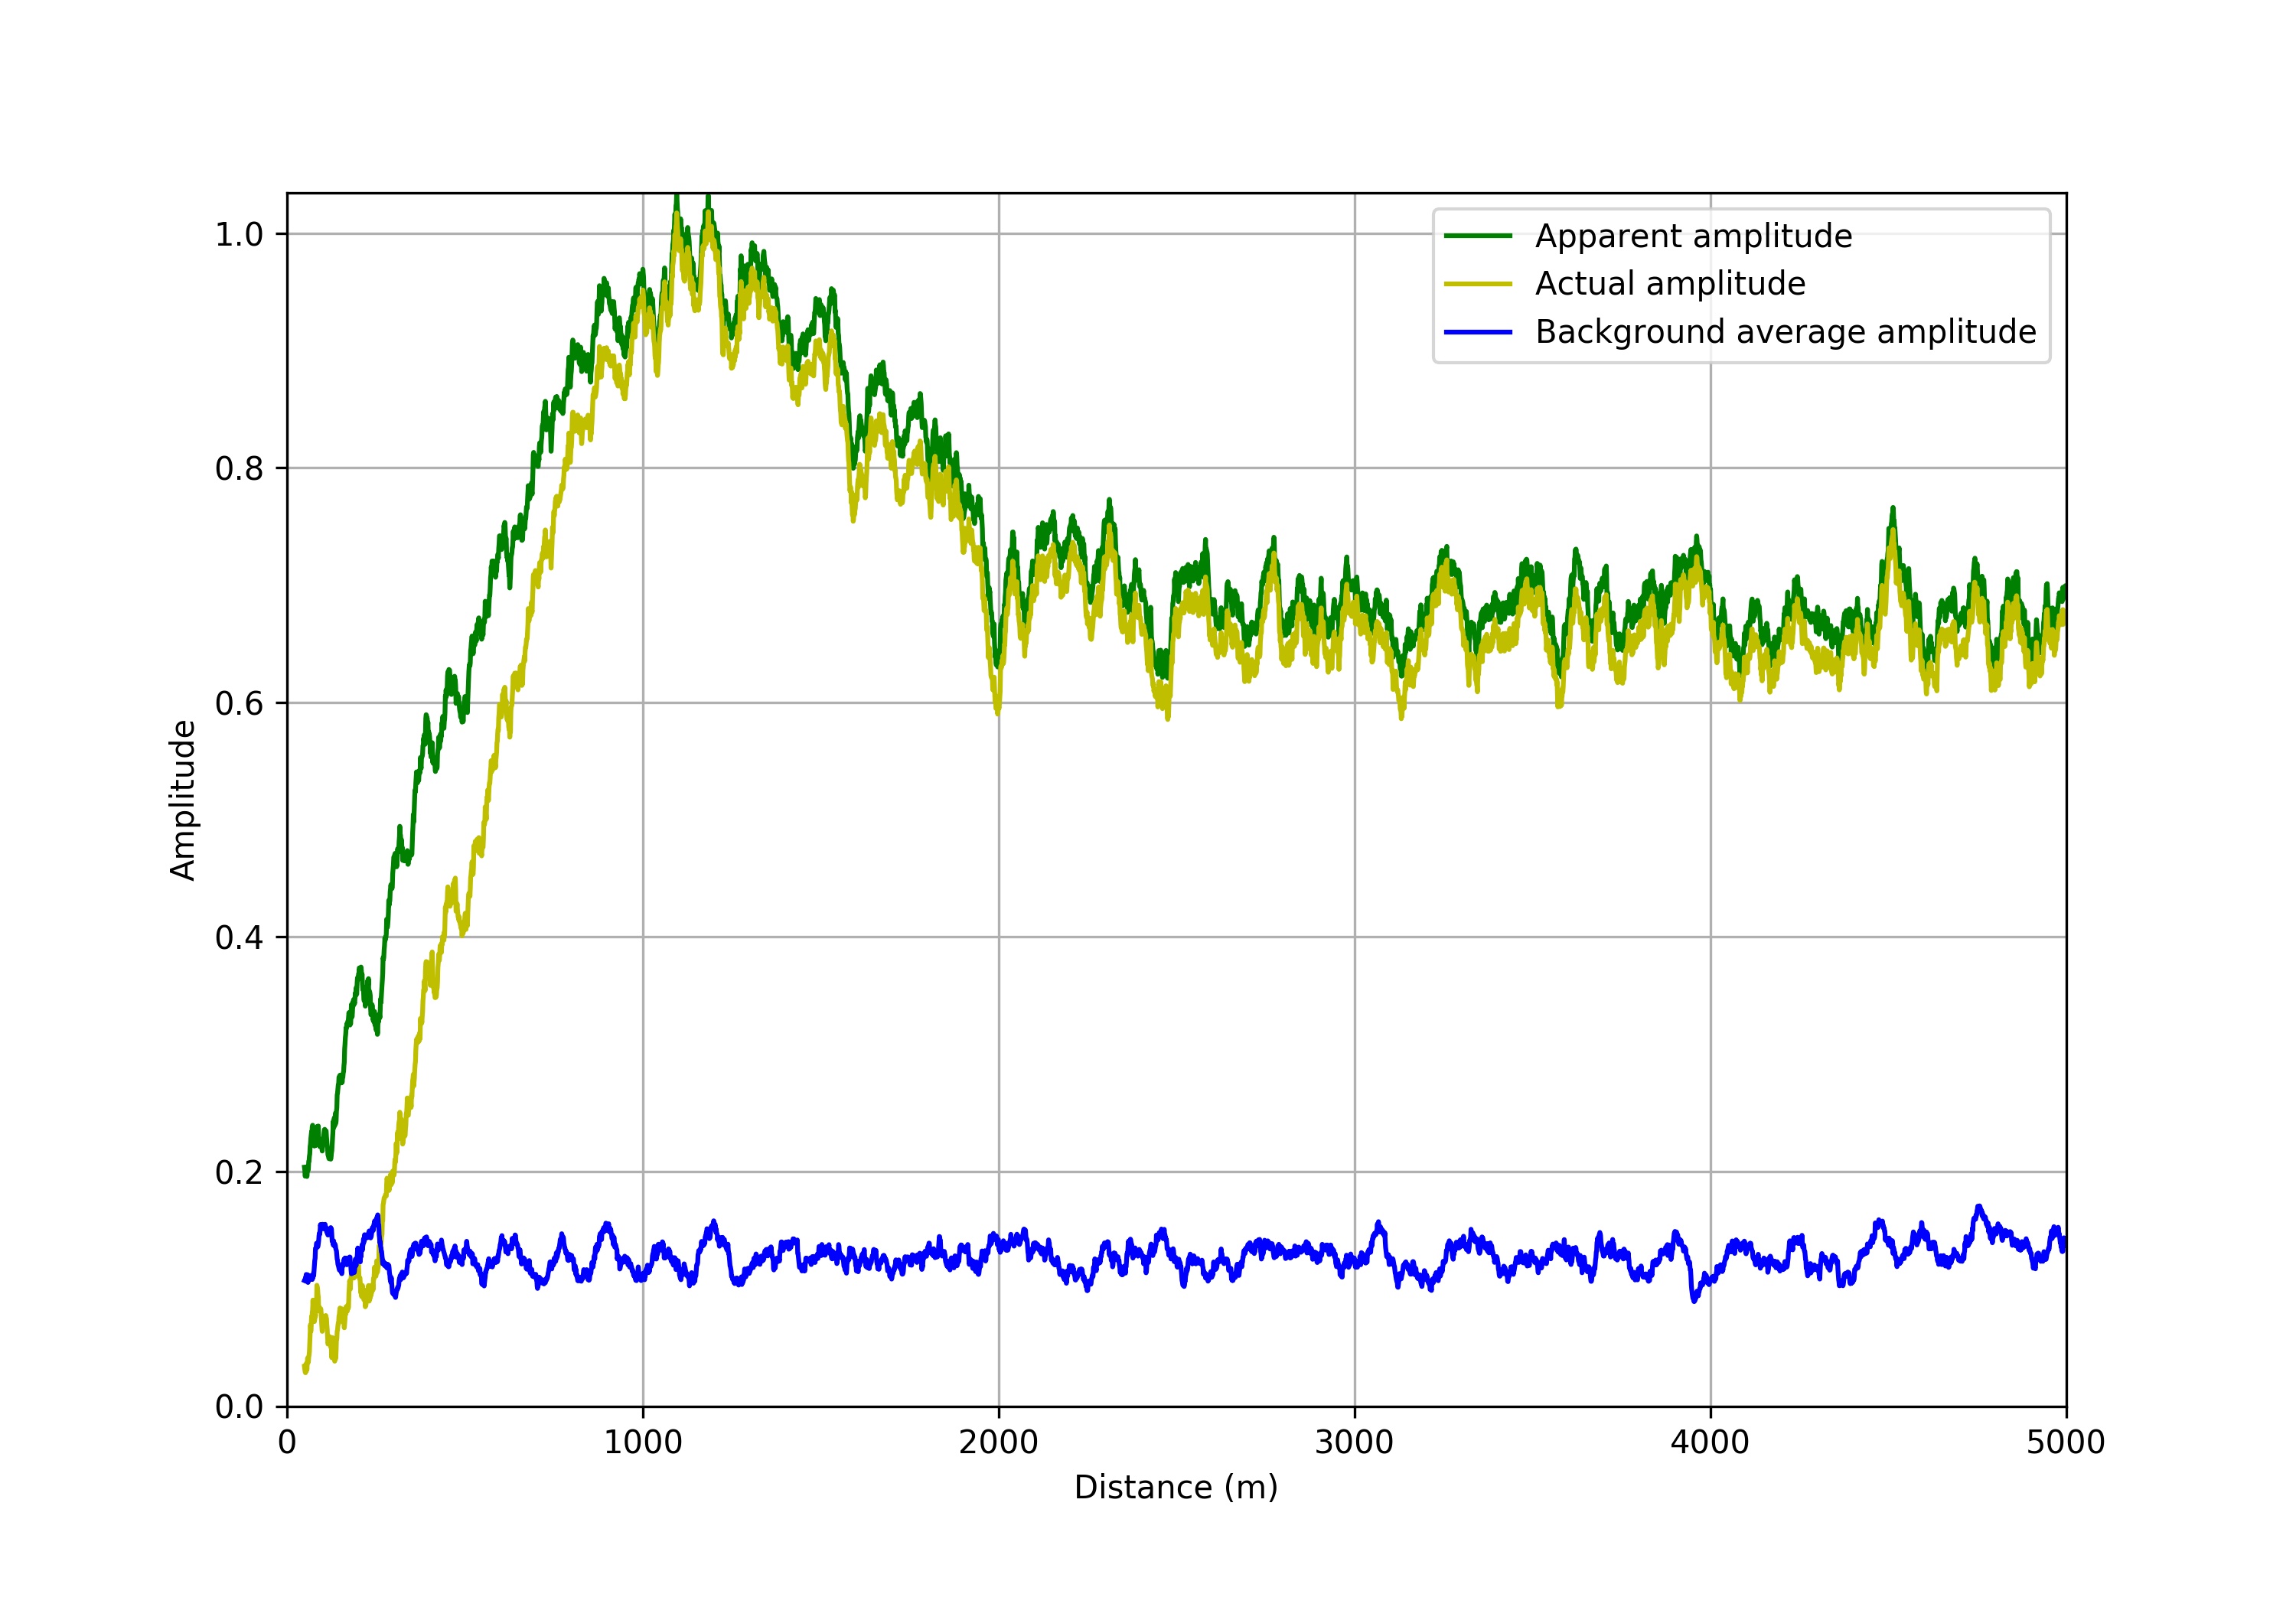 Apparent amplitude
Actual amplitude
Background average amplitude
1.0
0.8
0.6
0.4
0.2
0.0
Amplitude
0 1000 2000 3000 4000 5000
Distance (m)